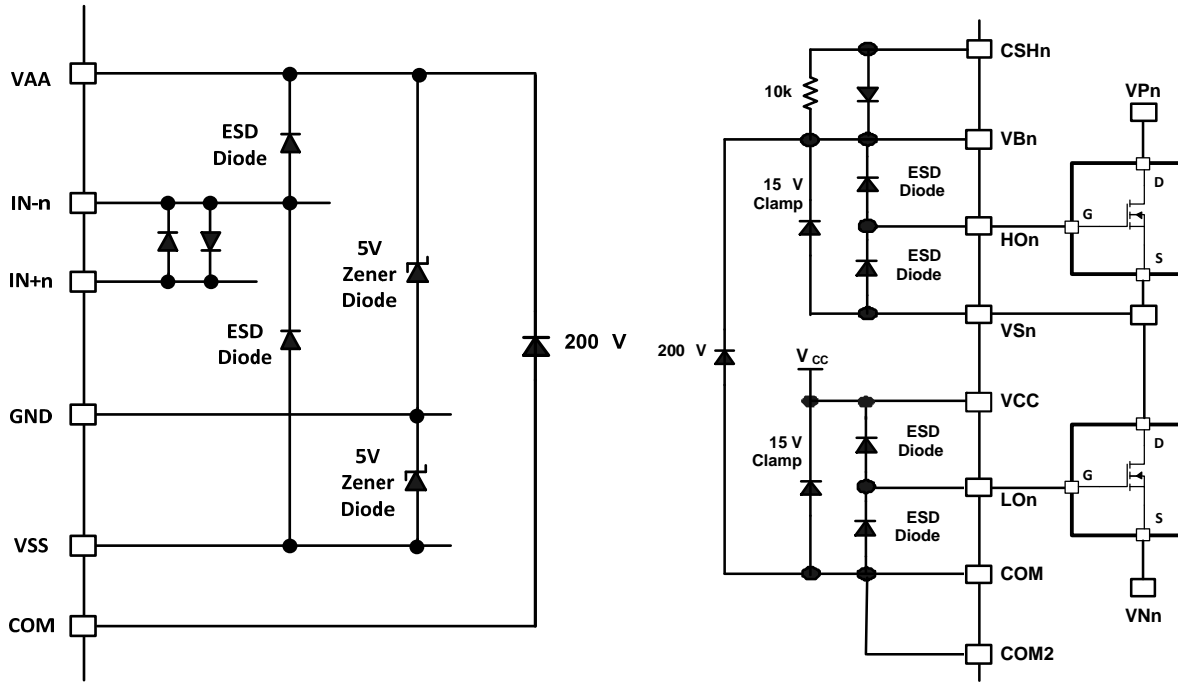 VAA
ESD
Diode
IN-n
IN+n
5V
Zener
Diode
ESD
Diode
200 V
GND
5V
Zener
Diode
VSS
COM
CSHn
10k
VPn
VBn
15 V
Clamp
ESD
Diode
D
G
HOn
ESD
Diode
S
VSn
200 V
VCC
VCC
15 V
Clamp
ESD
Diode
D
G
LOn
ESD
Diode
S
COM
VNn
COM2